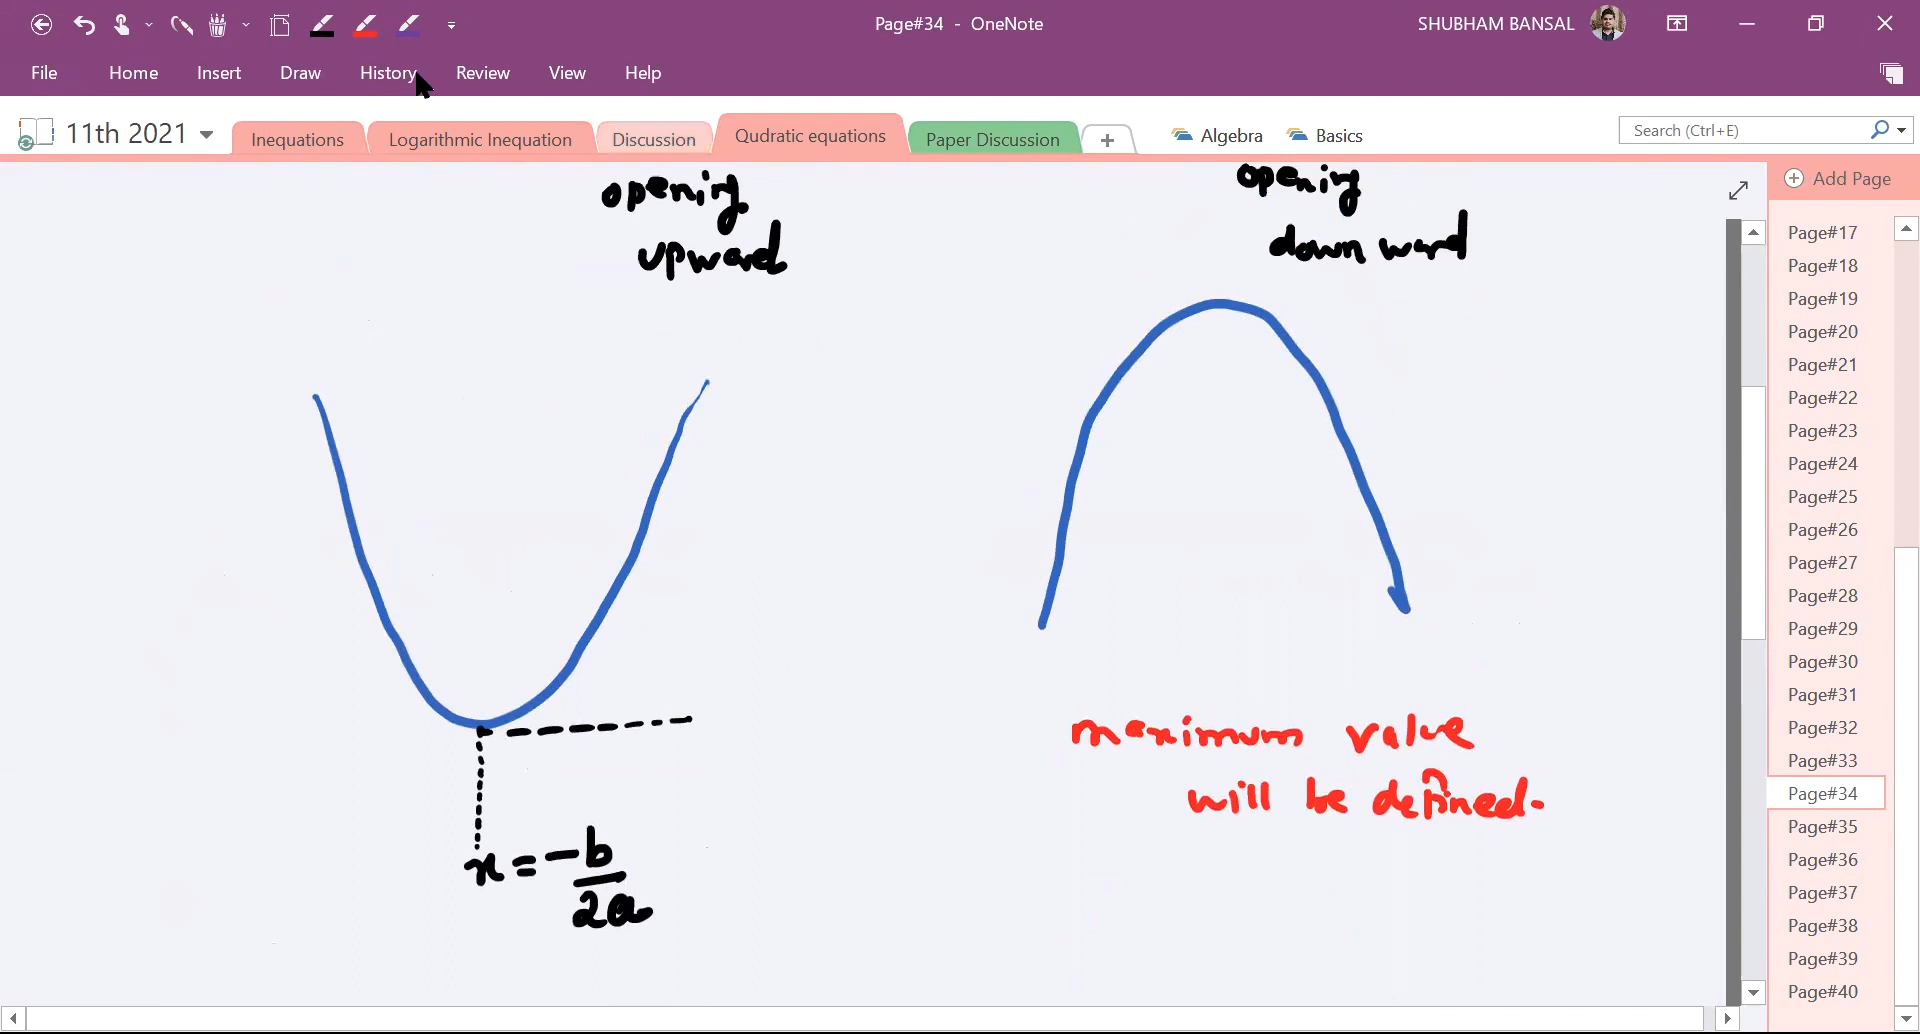 Page#34 - OneNote
SHUBHAM BANSAL
File Home Insert Draw History Review View Help
11th 2021
Inequations
Logarithmic Inequation
Discussion
Qudratic equations
Paper Discussion
+
Algebra
Basics
Search (Ctrl+E)
Add Page
opening
upward
opening
down ward
x = -b
2a
maximum value
will be defined.
Page#17
Page#18
Page#19
Page#20
Page#21
Page#22
Page#23
Page#24
Page#25
Page#26
Page#27
Page#28
Page#29
Page#30
Page#31
Page#32
Page#33
Page#34
Page#35
Page#36
Page#37
Page#38
Page#39
Page#40